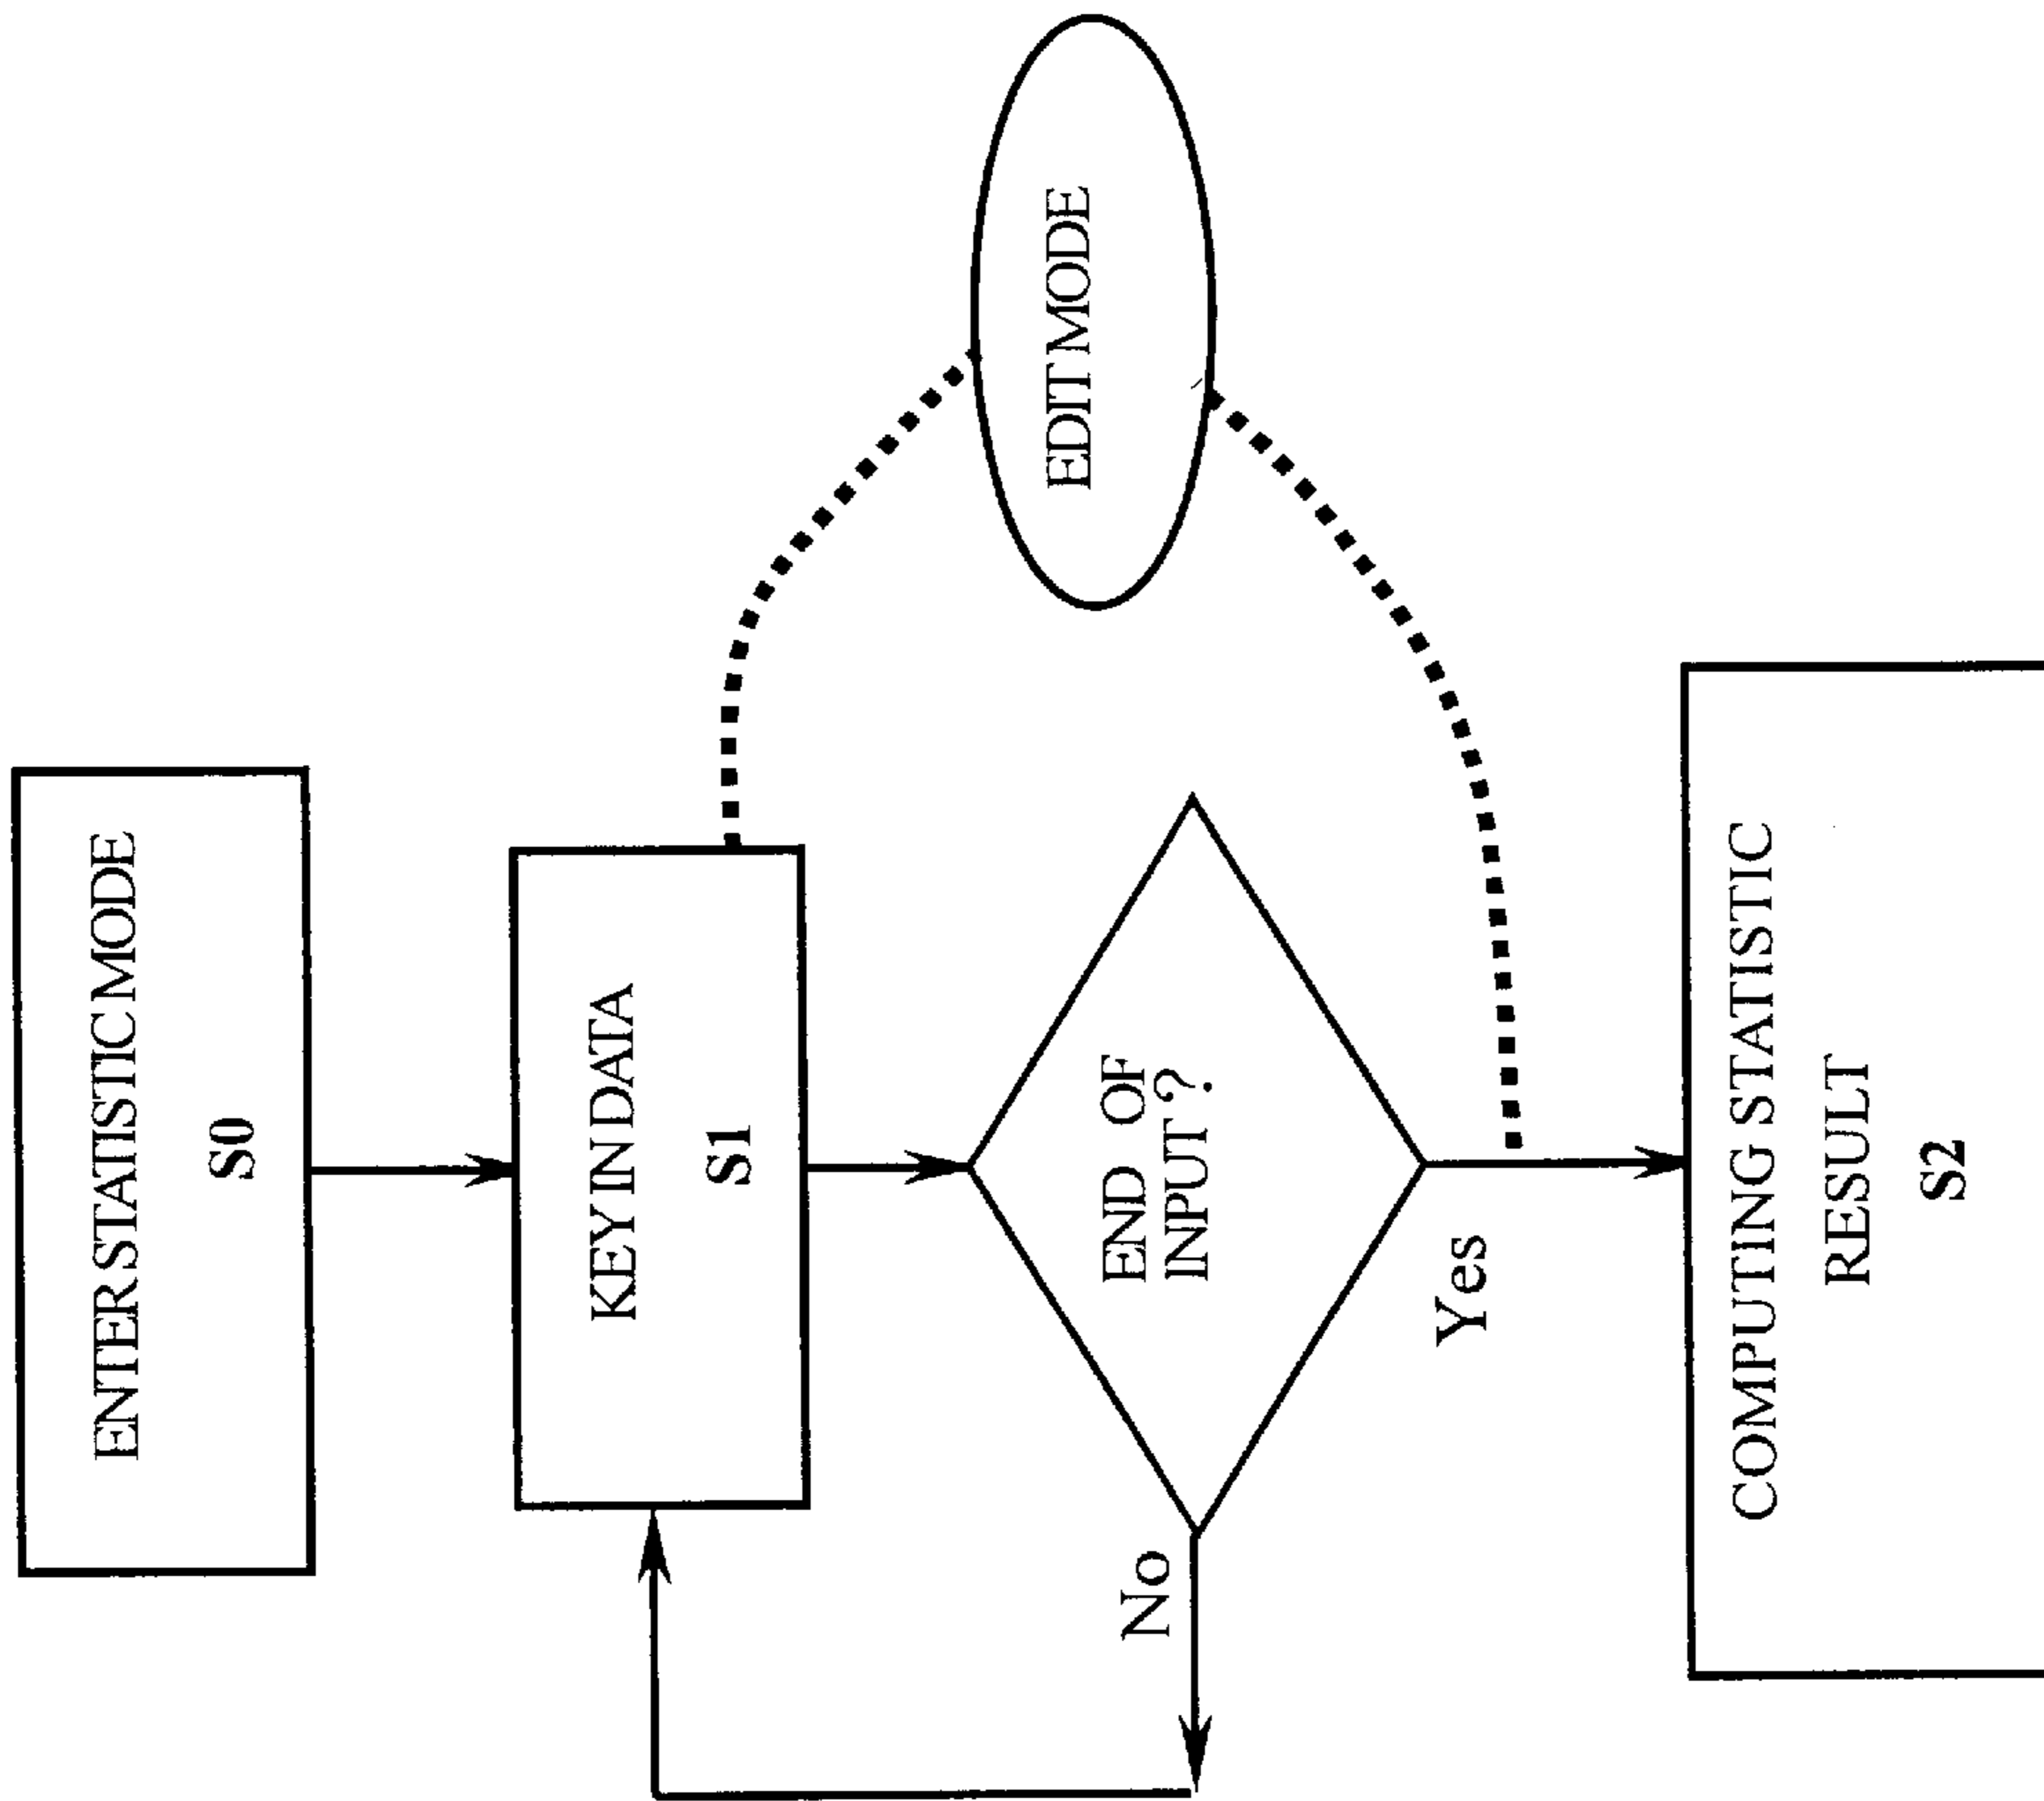 ENTER STATISTIC MODE
S0
KEY IN DATA
S1
END OF
INPUT ?
No
Yes
EDIT MODE
COMPUTING STATISTIC
RESULT
S2